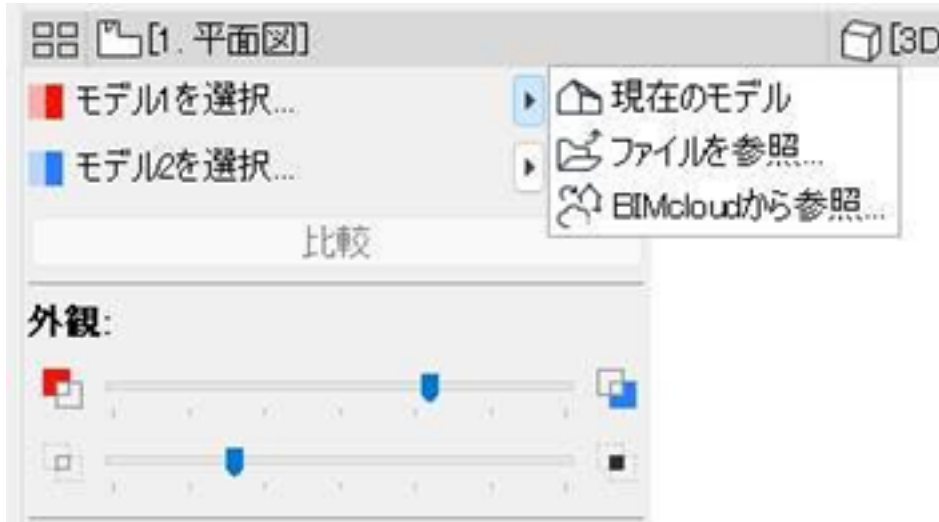 [1. 平面図]
[3D
モデル1を選択...
現在のモデル
ファイルを参照...
モデル2を選択...
BIMcloudから参照...
比較
外観: